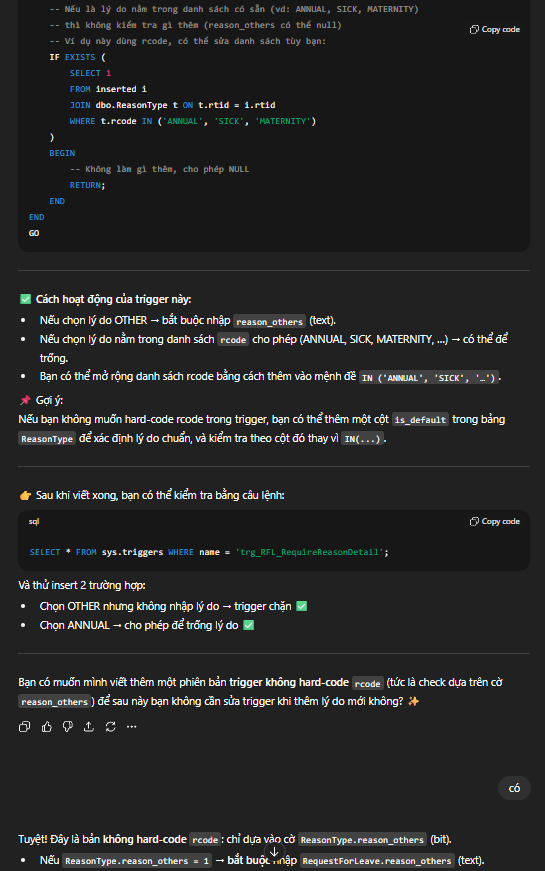 -- Nếu là lý do nằm trong danh sách có sẵn (vd: ANNUAL, SICK, MATERNITY)
-- thì không kiểm tra gì thêm (reason_others có thể null)
Copy code
-- Ví dụ này dùng rcode, có thể sửa danh sách tùy bạn:
IF EXISTS (
SELECT 1
FROM inserted i
JOIN dbo.ReasonType t ON t.rtid = i.rtid
WHERE t.rcode IN ('ANNUAL', 'SICK', 'MATERNITY')
)
BEGIN
-- Không làm gì thêm, cho phép NULL
RETURN;
END
END
GO
✅ Cách hoạt động của trigger này:
• Nếu chọn lý do OTHER → bắt buộc nhập reason_others (text).
• Nếu chọn lý do nằm trong danh sách rcode cho phép (ANNUAL, SICK, MATERNITY, …) → có thể để
trống.
• Bạn có thể mở rộng danh sách rcode bằng cách thêm vào mệnh đề IN ('ANNUAL', 'SICK', '…').
📌 Gợi ý:
Nếu bạn không muốn hard-code rcode trong trigger, bạn có thể thêm một cột is_default trong bảng
ReasonType để xác định lý do chuẩn, và kiểm tra theo cột đó thay vì IN(...).
👉 Sau khi viết xong, bạn có thể kiểm tra bằng câu lệnh:
sql Copy code
SELECT * FROM sys.triggers WHERE name = 'trg_RFL_RequireReasonDetail';
Và thử insert 2 trường hợp:
• Chọn OTHER nhưng không nhập lý do → trigger chặn ✅
• Chọn ANNUAL → cho phép để trống lý do ✅
Bạn có muốn mình viết thêm một phiên bản trigger không hard-code rcode (tức là check dựa trên cờ
reason_others) để sau này bạn không cần sửa trigger khi thêm lý do mới không? ✨
có
Tuyệt! Đây là bản không hard-code rcode: chỉ dựa vào cờ ReasonType.reason_others (bit).
• Nếu ReasonType.reason_others = 1 → bắt buộc nhập RequestForLeave.reason_others (text).